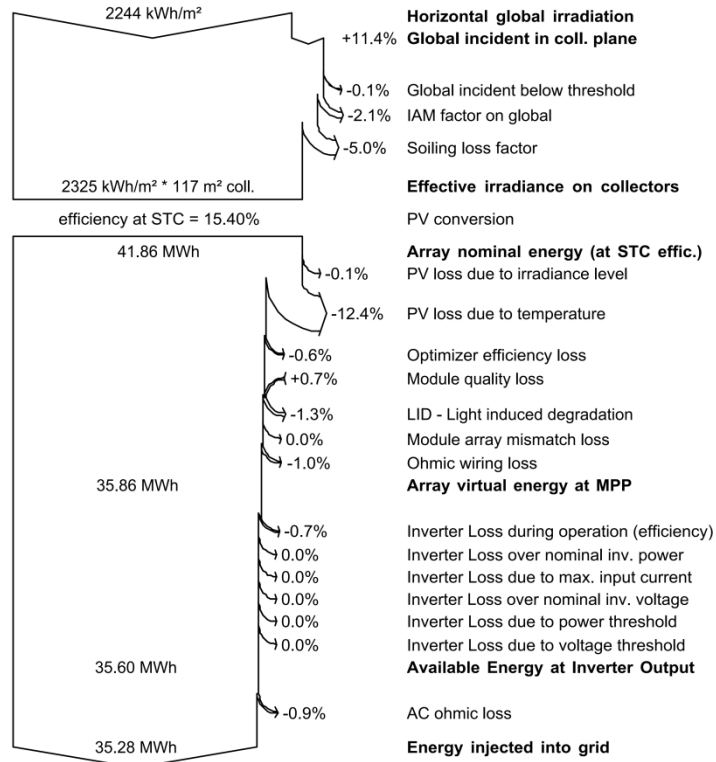 2244 kWh/m² Horizontal global irradiation
+11.4% Global incident in coll. plane
-0.1% Global incident below threshold
-2.1% IAM factor on global
-5.0% Soiling loss factor
2325 kWh/m² * 117 m² coll. Effective irradiance on collectors
efficiency at STC = 15.40% PV conversion
41.86 MWh Array nominal energy (at STC effic.)
-0.1% PV loss due to irradiance level
-12.4% PV loss due to temperature
-0.6% Optimizer efficiency loss
+0.7% Module quality loss
-1.3% LID - Light induced degradation
0.0% Module array mismatch loss
-1.0% Ohmic wiring loss
35.86 MWh Array virtual energy at MPP
-0.7% Inverter Loss during operation (efficiency)
0.0% Inverter Loss over nominal inv. power
0.0% Inverter Loss due to max. input current
0.0% Inverter Loss over nominal inv. voltage
0.0% Inverter Loss due to power threshold
0.0% Inverter Loss due to voltage threshold
35.60 MWh Available Energy at Inverter Output
-0.9% AC ohmic loss
35.28 MWh Energy injected into grid